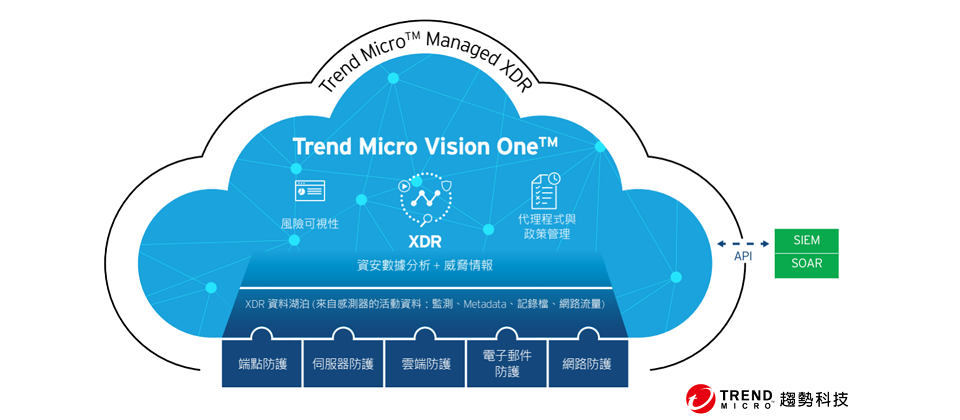 Trend Micro™ Managed XDR
Trend Micro Vision One™
風險可視性
XDR
代理程式與
政策管理
資安數據分析 + 威脅情報
XDR 資料湖泊 (來自感測器的活動資料：監測、Metadata、記錄檔、網路流量)
端點防護
伺服器防護
雲端防護
電子郵件
防護
網路防護
API
SIEM
SOAR
TREND
MICRO™
趨勢科技